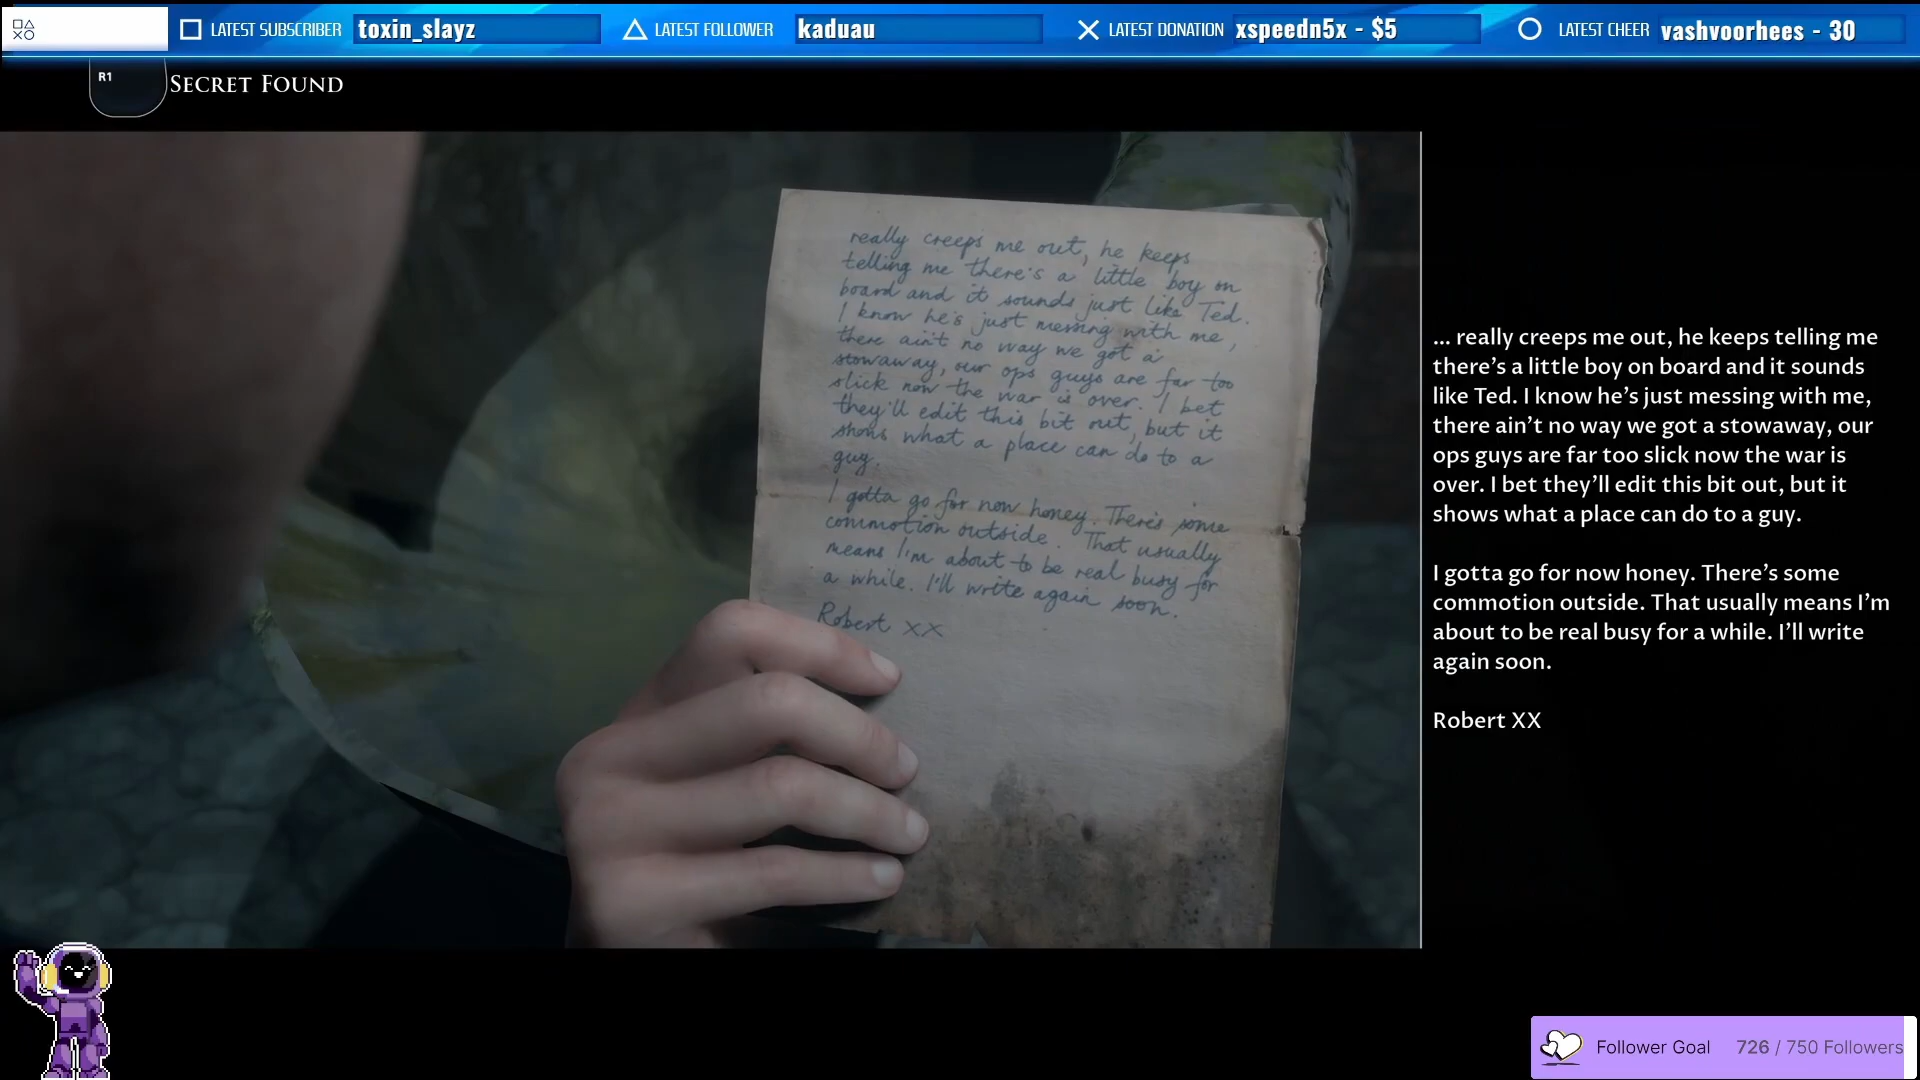 LATEST SUBSCRIBER toxin_slayz LATEST FOLLOWER kaduau LATEST DONATION xspeedn5x - $5 LATEST CHEER vashvoorhees - 30
R1 SECRET FOUND
really creeps me out, he keeps
telling me there's a little boy on
board and it sounds just like Ted.
I know he's just messing with me,
there ain't no way we got a
stowaway, our ops guys are far too
slick now the war is over. I bet
they'll edit this bit out, but it
shows what a place can do to a
guy.
I gotta go for now honey. There's some
commotion outside. That usually
means I'm about to be real busy for
a while. I'll write again soon.
Robert XX
... really creeps me out, he keeps telling me
there's a little boy on board and it sounds
like Ted. I know he's just messing with me,
there ain't no way we got a stowaway, our
ops guys are far too slick now the war is
over. I bet they'll edit this bit out, but it
shows what a place can do to a guy.
I gotta go for now honey. There's some
commotion outside. That usually means I'm
about to be real busy for a while. I'll write
again soon.
Robert XX
Follower Goal 726 / 750 Followers